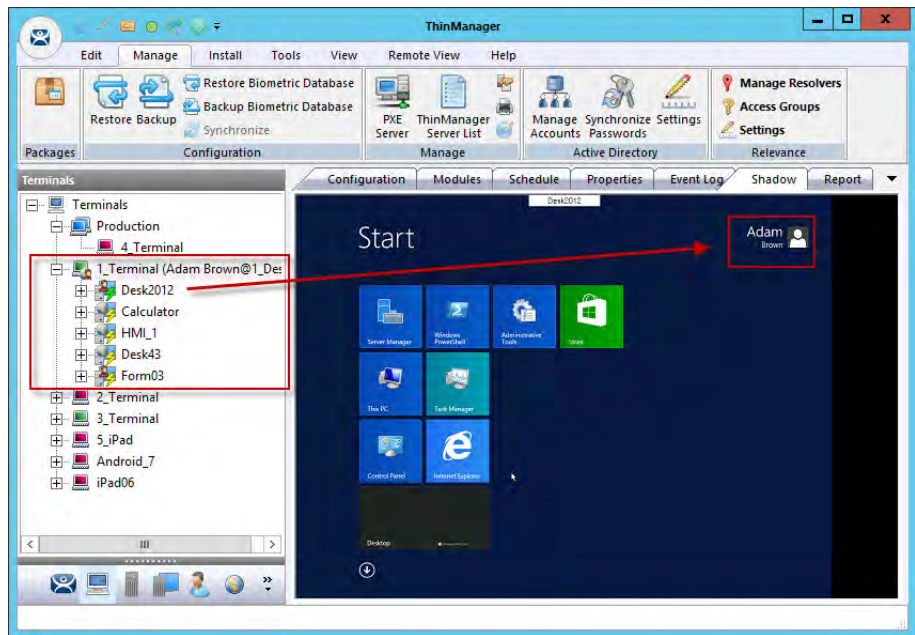 ThinManager
Edit Manage Install Tools View Remote View Help
Restore Backup
Restore Biometric Database
Backup Biometric Database
Synchronize
PXE Server
ThinManager Server List
Manage Accounts
Synchronize Passwords
Settings
Manage Resolvers
Access Groups
Settings
Packages Configuration Manage Active Directory Relevance
Terminals
Configuration Modules Schedule Properties Event Log Shadow Report
Desk2012
Terminals
Production
4_Terminal
1_Terminal (Adam Brown@1_Des
Desk2012
Calculator
HMI_1
Desk43
Form03
2_Terminal
3_Terminal
5_iPad
Android_7
iPad06
Start
Adam
Brown
Server Manager
Windows PowerShell
Administrative Tools
Store
This PC
Task Manager
Control Panel
Internet Explorer
Desktop